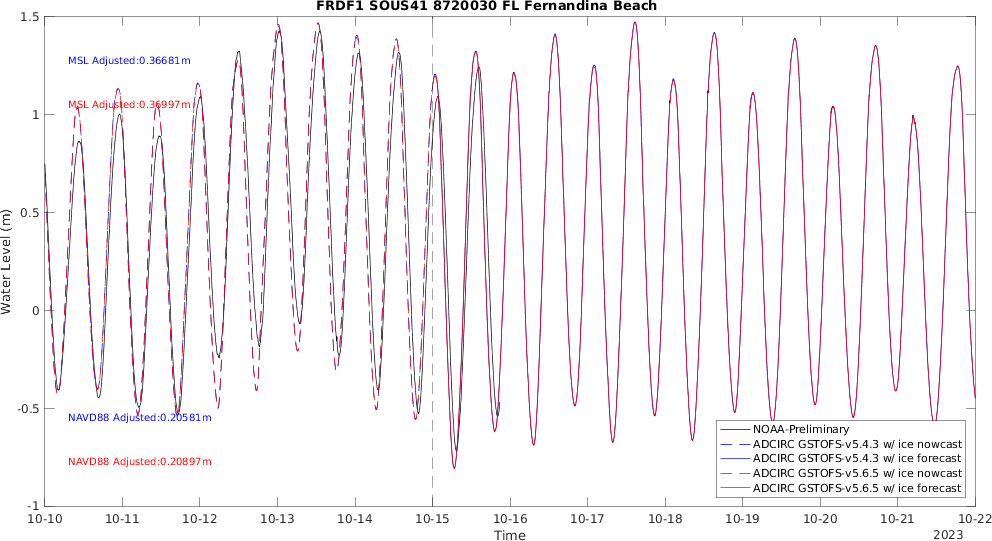 FRDF1 SOUS41 8720030 FL Fernandina Beach
1.5
MSL Adjusted:0.36681m
MSL Adjusted:0.36997m
1
0.5
Water Level (m)
0
-0.5
NAVD88 Adjusted:0.20581m
NAVD88 Adjusted:0.20897m
NOAA-Preliminary
ADCIRC GSTOFS-v5.4.3 w/ ice nowcast
ADCIRC GSTOFS-v5.4.3 w/ ice forecast
ADCIRC GSTOFS-v5.6.5 w/ ice nowcast
ADCIRC GSTOFS-v5.6.5 w/ ice forecast
-1
10-10 10-11 10-12 10-13 10-14 10-15 10-16 10-17 10-18 10-19 10-20 10-21 10-22
Time
2023